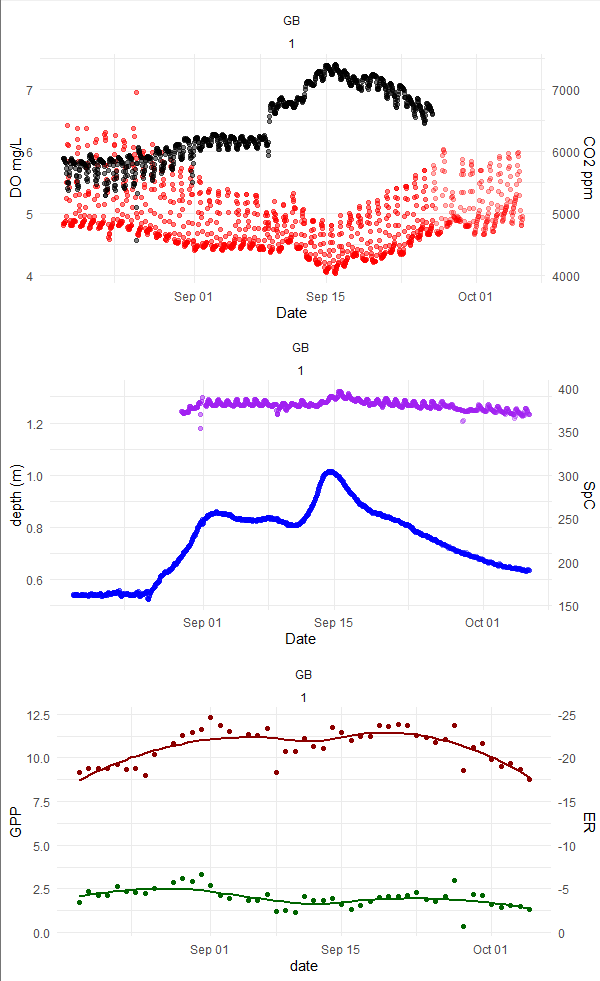 GB
1
7
6
5
4
DO mg/L
7000
6000
5000
4000
CO2 ppm
Sep 01
Sep 15
Oct 01
Date
GB
1
1.2
1.0
0.8
0.6
depth (m)
400
350
300
250
200
150
SpC
Sep 01
Sep 15
Oct 01
Date
GB
1
12.5
10.0
7.5
5.0
2.5
0.0
GPP
-25
-20
-15
-10
-5
0
ER
Sep 01
Sep 15
Oct 01
date